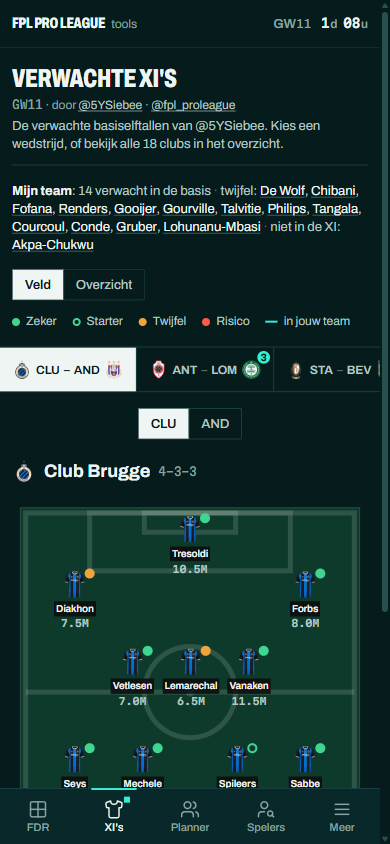 FPL PRO LEAGUE tools GW11 1d 08u
VERWACHTE XI'S
GW11 · door @5YSiebee · @fpl_proleague
De verwachte basiselftallen van @5YSiebee. Kies een
wedstrijd, of bekijk alle 18 clubs in het overzicht.
Mijn team: 14 verwacht in de basis · twijfel: De Wolf, Chibani,
Fofana, Renders, Gooijer, Gourville, Talvitie, Philips, Tangala,
Courcoul, Conde, Gruber, Lohunanu-Mbasi · niet in de XI:
Akpa-Chukwu
Veld Overzicht
Zeker Starter Twijfel Risico in jouw team
CLU – AND ANT – LOM 3 STA – BEV
CLU AND
Club Brugge 4-3-3
Tresoldi
10.5M
Diakhon Forbs
7.5M 8.0M
Vetlesen Lemarechal Vanaken
7.0M 6.5M 11.5M
Seys Mechele Spileers Sabbe
FDR XI's Planner Spelers Meer